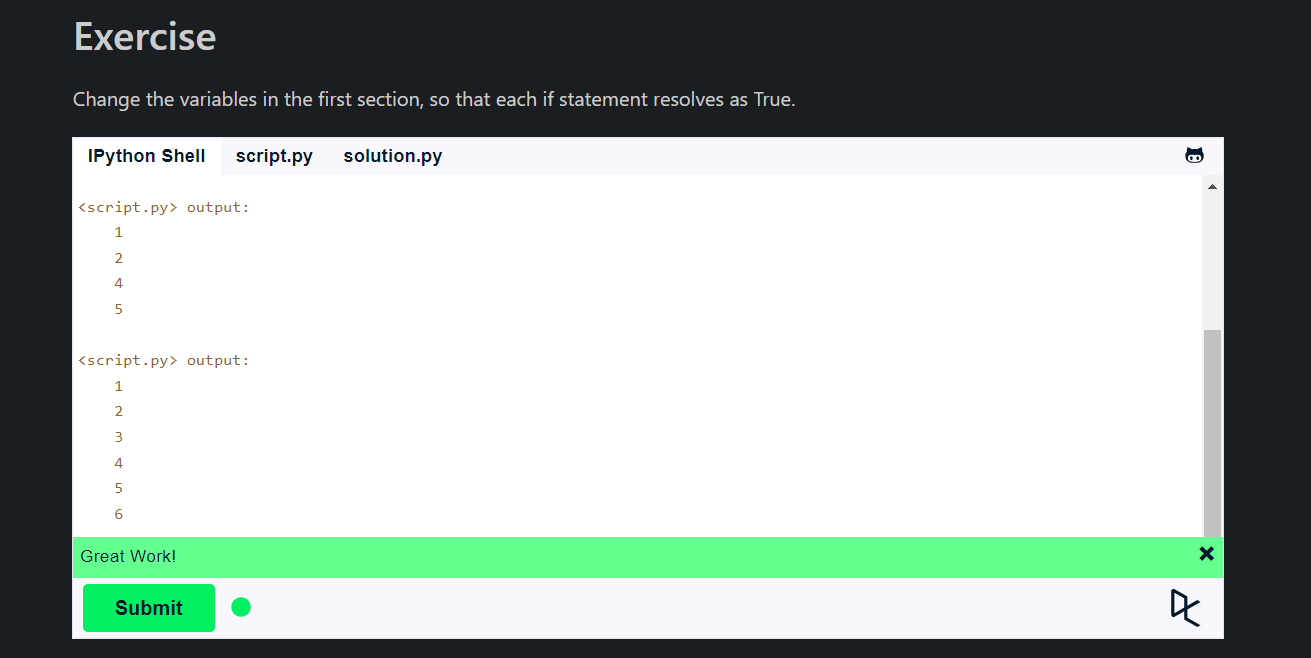 Exercise
Change the variables in the first section, so that each if statement resolves as True.
IPython Shell script.py solution.py
<script.py> output:
1
2
4
5
<script.py> output:
1
2
3
4
5
6
Great Work!
Submit